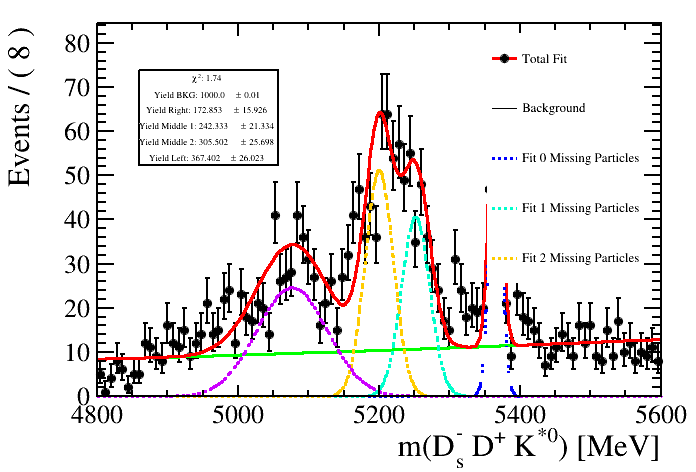 Events / ( 8 )
80
70
60
50
40
30
20
10
0
χ²: 1.74
Yield BKG: 1000.0 ± 0.01
Yield Right: 172.853 ± 15.926
Yield Middle 1: 242.333 ± 21.334
Yield Middle 2: 305.502 ± 25.698
Yield Left: 367.402 ± 26.023
Total Fit
Background
Fit 0 Missing Particles
Fit 1 Missing Particles
Fit 2 Missing Particles
4800 5000 5200 5400 5600
m(D_s^- D^+ K^{*0}) [MeV]